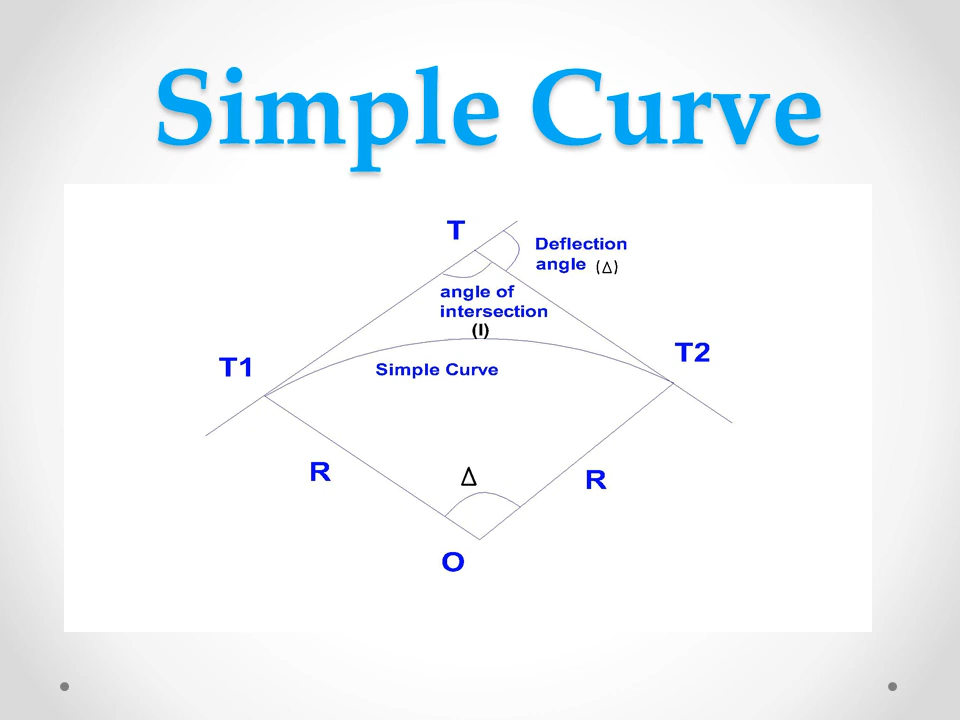 Simple Curve
T
Deflection
angle (Δ)
angle of
intersection
(I)
T1
T2
Simple Curve
R
Δ
R
O